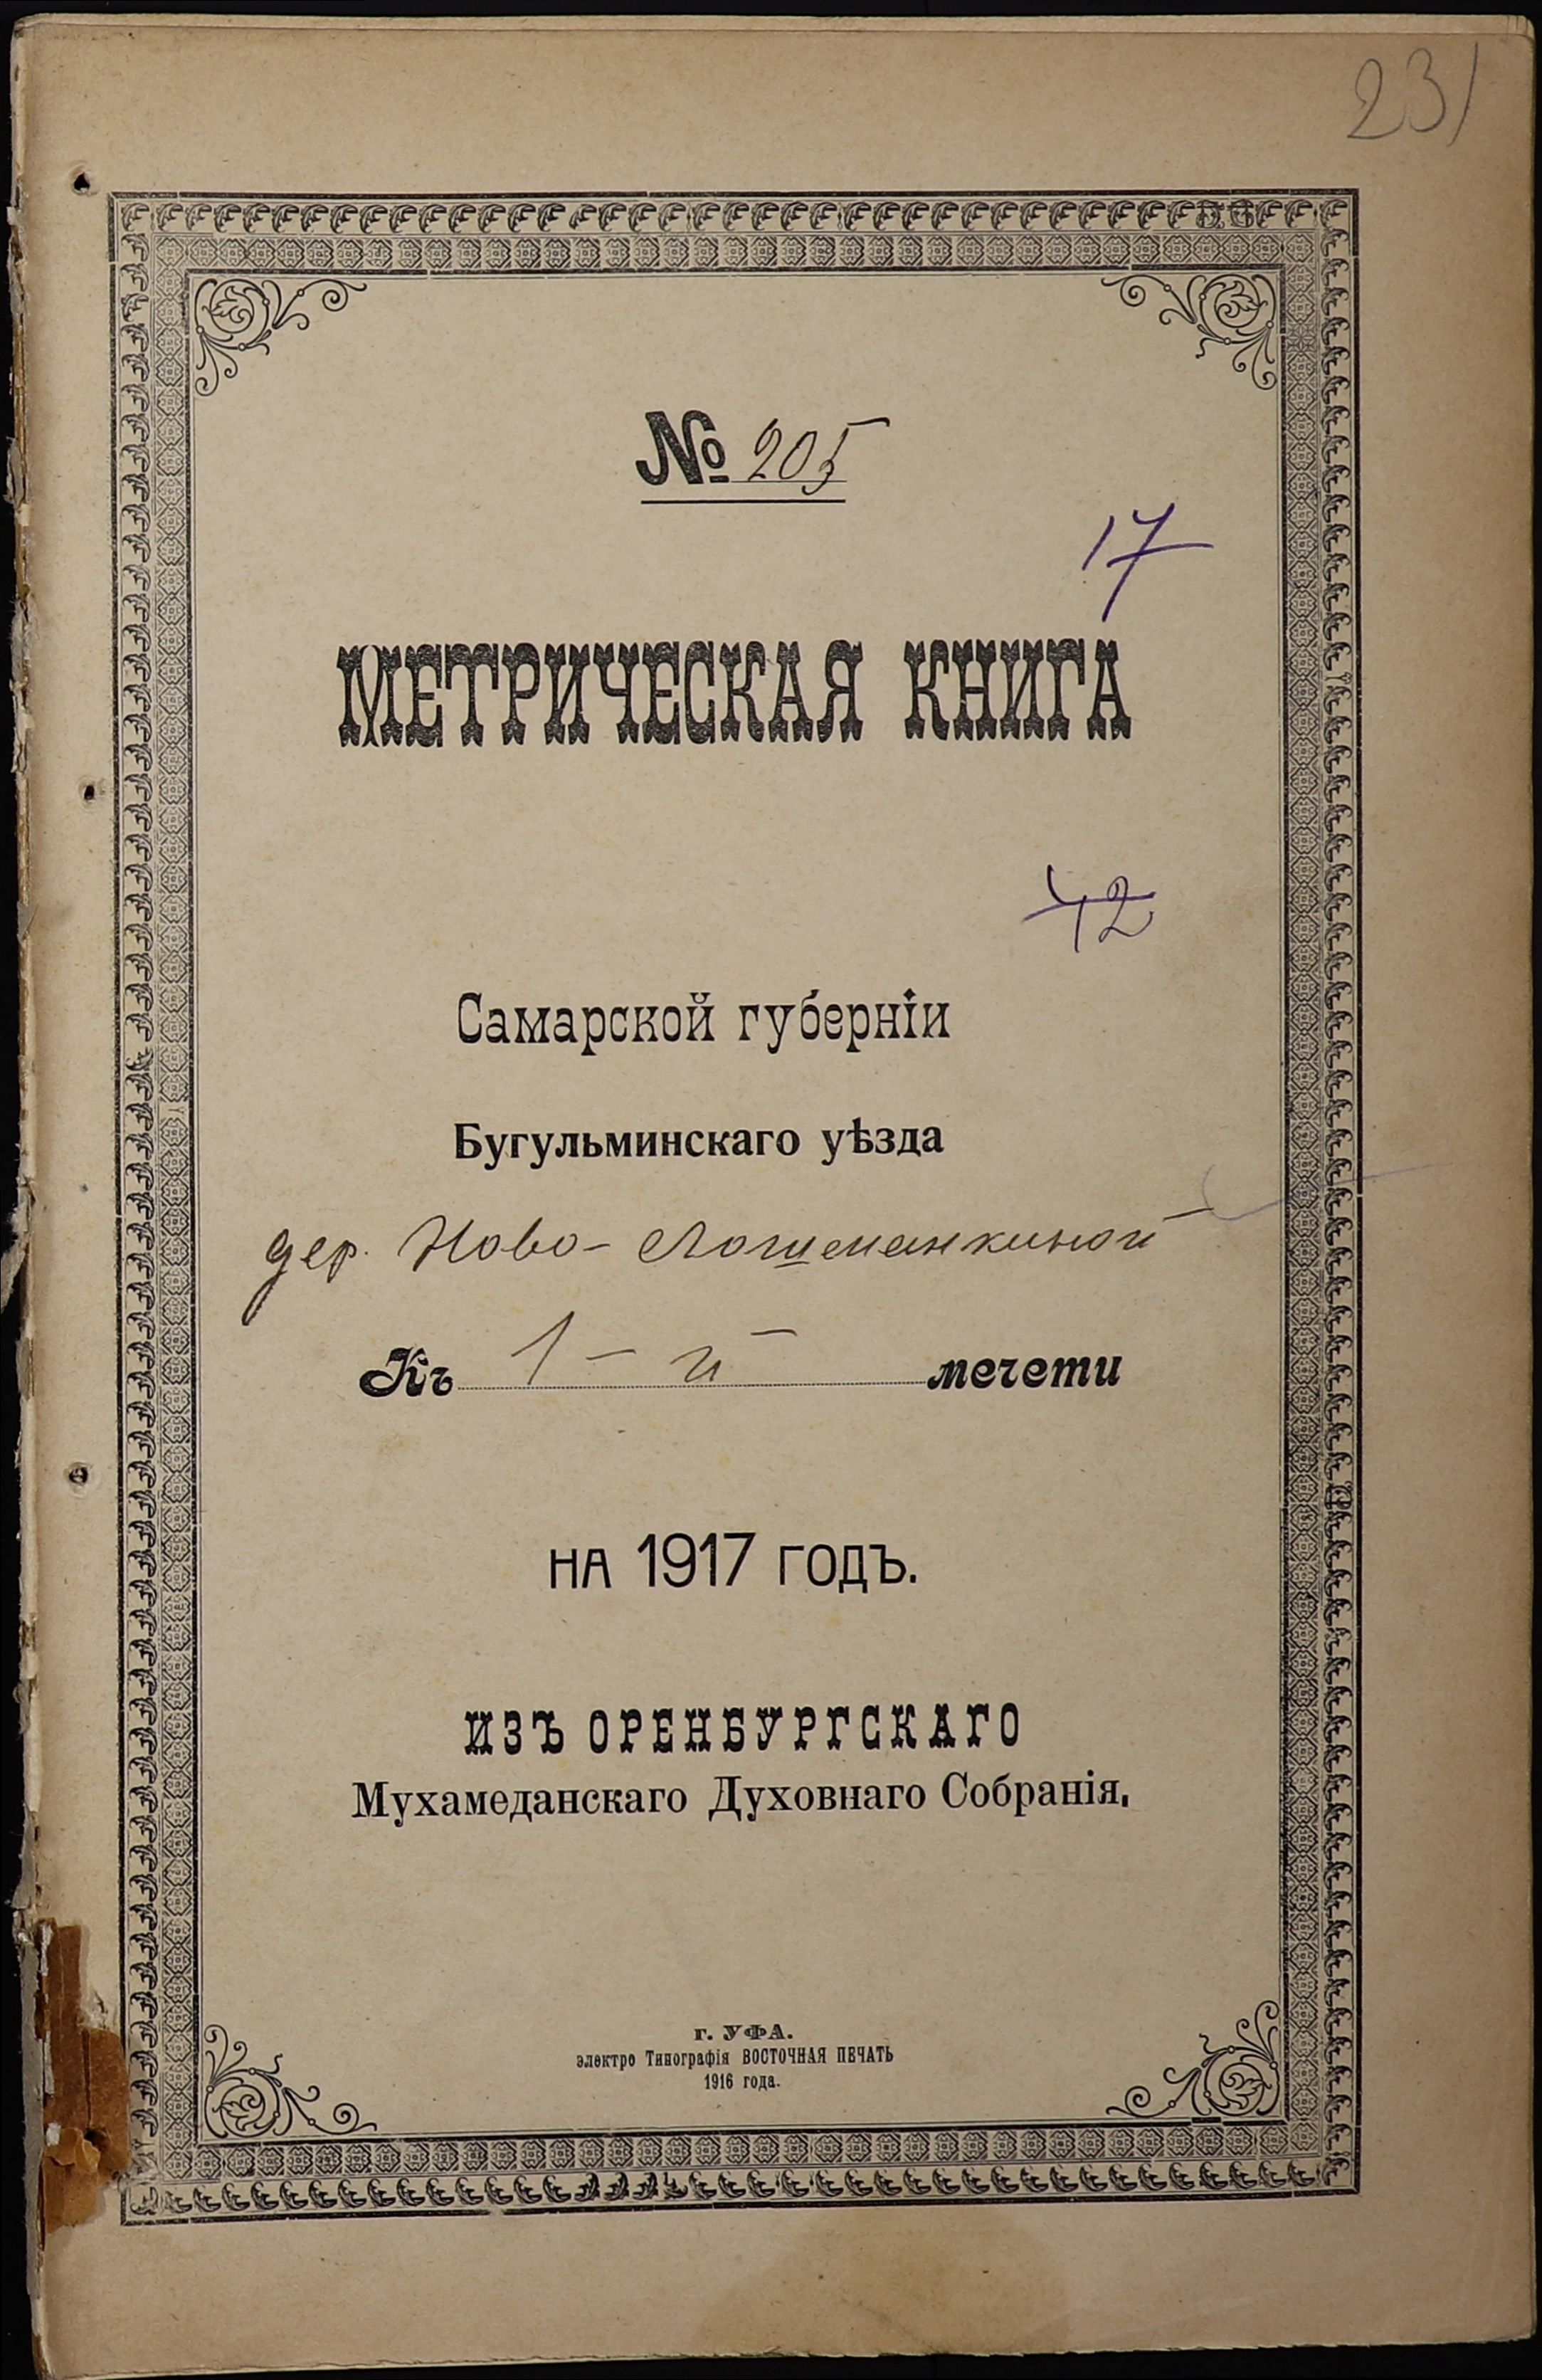 231
№ 205
17
МЕТРИЧЕСКАЯ КНИГА
42
Самарской губерніи
Бугульминскаго уѣзда
дер. Ново-Лошманкиной
Къ 1-й мечети
НА 1917 ГОДЪ.
ИЗЪ ОРЕНБУРГСКАГО
Мухамеданскаго Духовнаго Собранія.
г. УФА.
электро Типографія ВОСТОЧНАЯ ПЕЧАТЬ
1916 года.